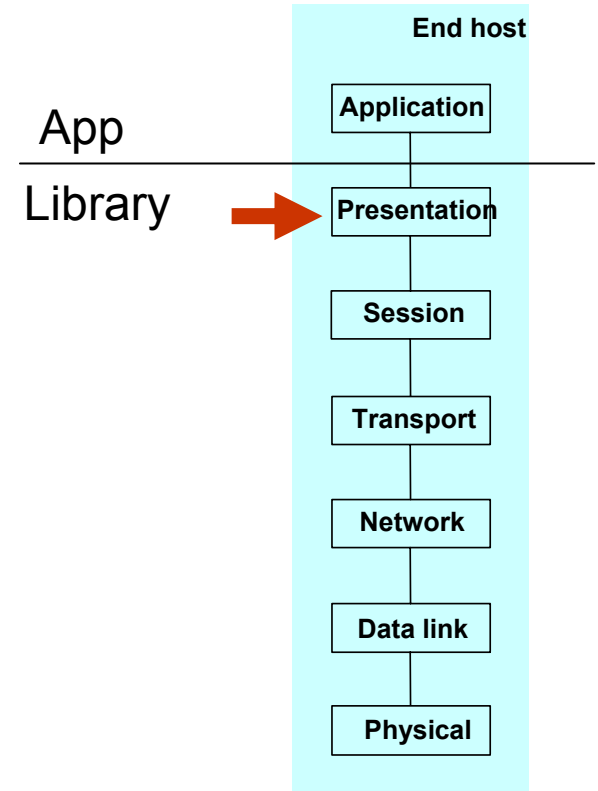 End host
Application
App
Library
Presentation
Session
Transport
Network
Data link
Physical